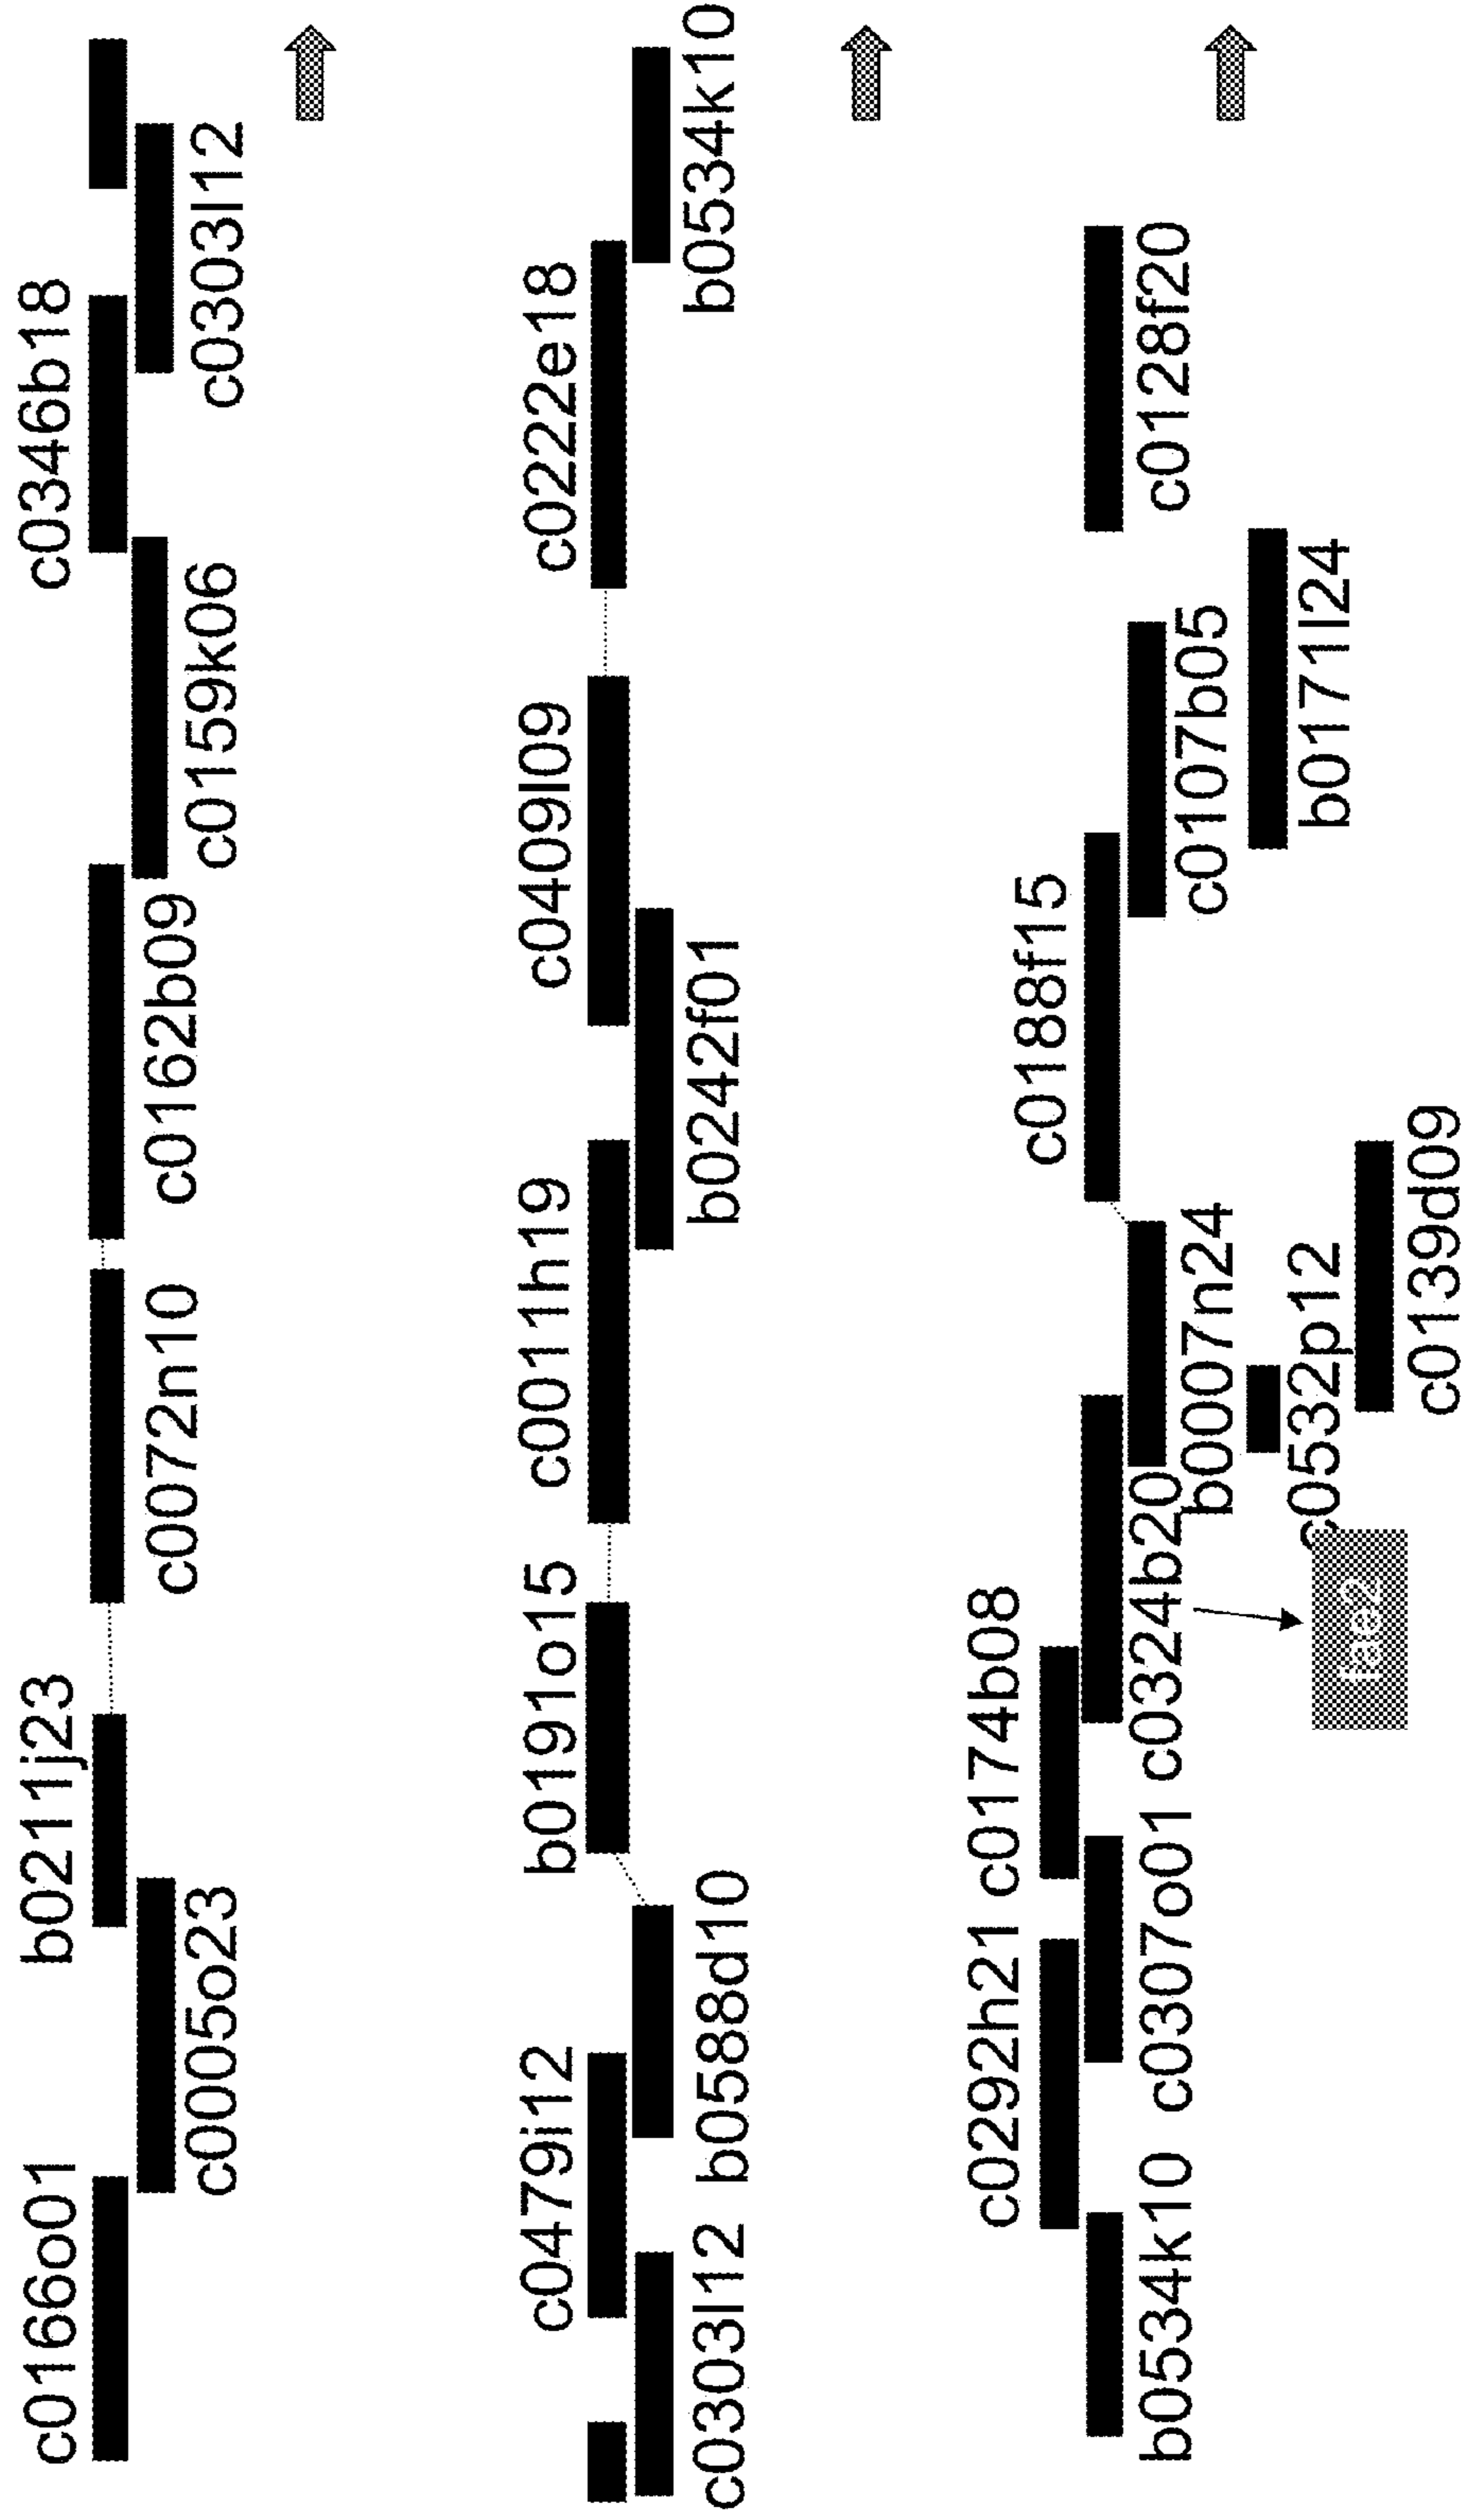 c0166o01 b0211j23 c0346b18
c0005o23 c0072n10 c0162b09 c0159k06 c0303l12
c0479i12 b0191o15 c0011h19 c0409l09 c0222e18
c0303l12 b0588d10 b0242f01 b0534k10
c0292h21 c0174b08 c0188f15
b0534k10 c0307o01 c0324b20 b0007n24 c0107b05 c0128f20
c0532p12 b0171l24
c0139d09